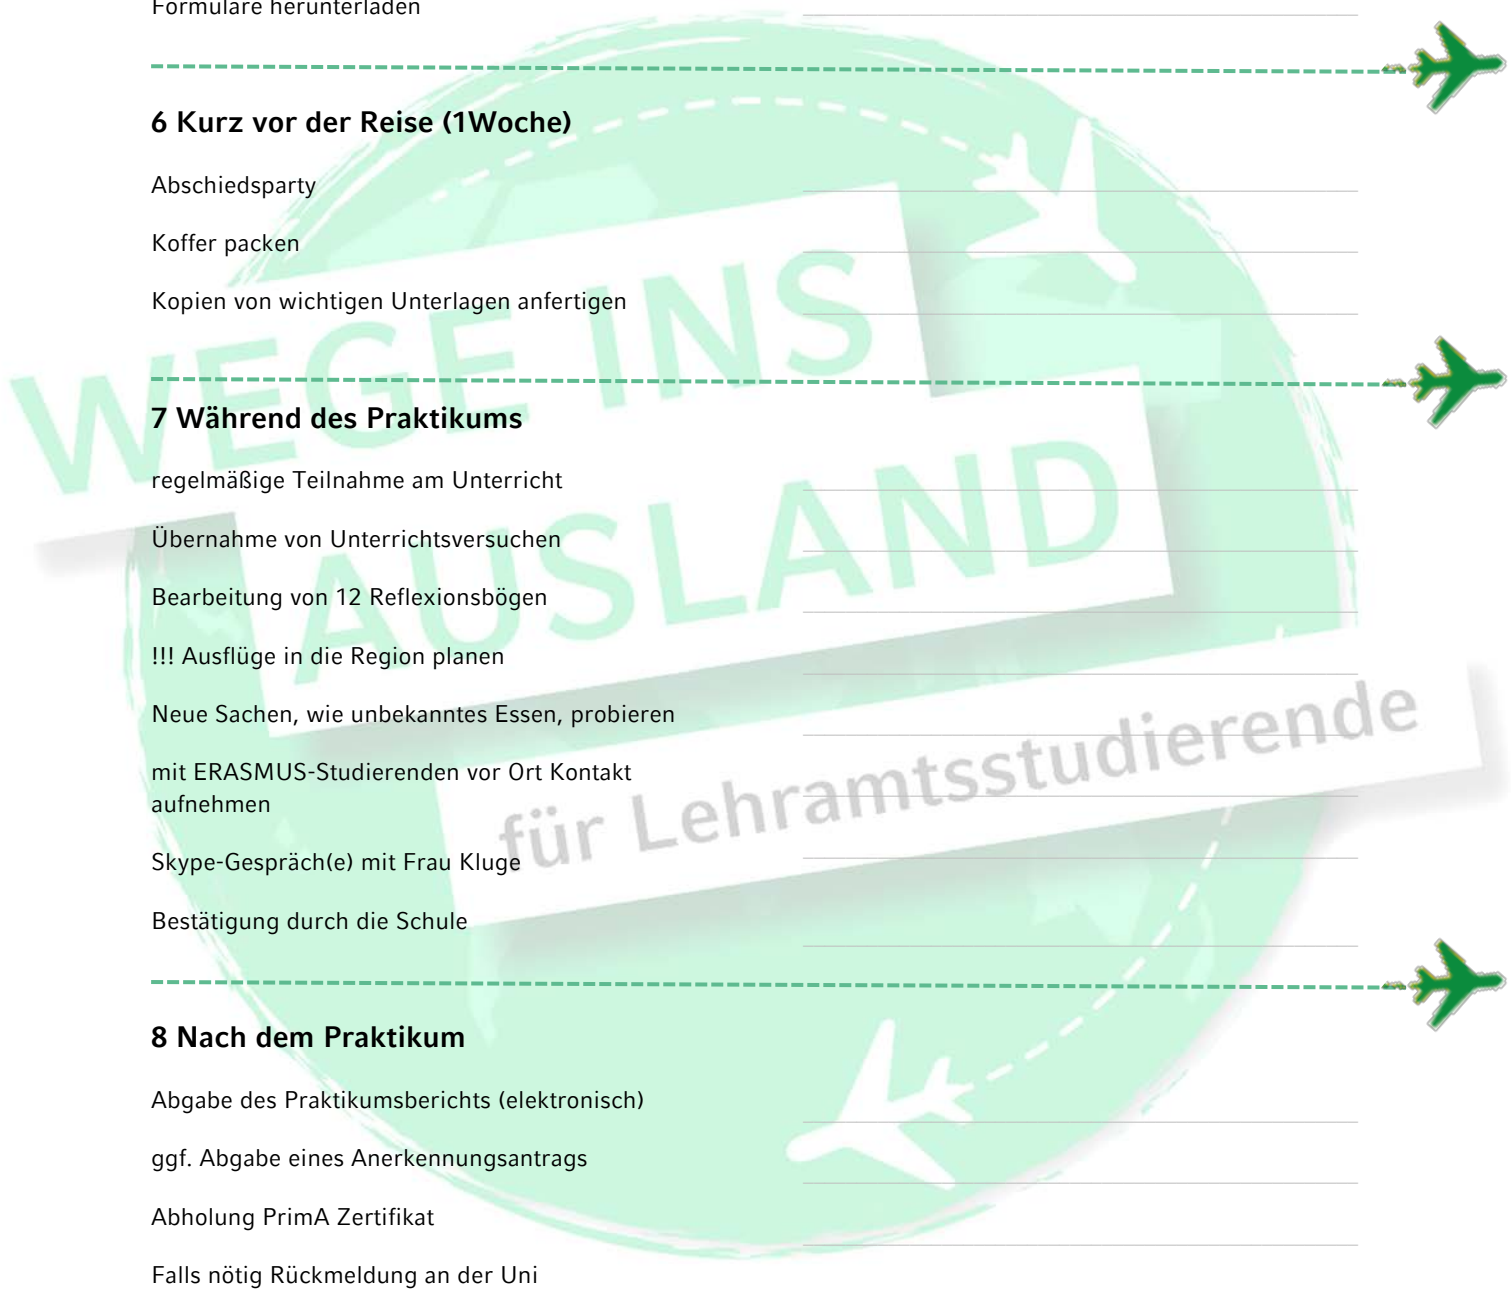 Formulare herunterladen
6 Kurz vor der Reise (1Woche)
Abschiedsparty
Koffer packen
Kopien von wichtigen Unterlagen anfertigen
WEGE INS
AUSLAND
für Lehramtsstudierende
7 Während des Praktikums
regelmäßige Teilnahme am Unterricht
Übernahme von Unterrichtsversuchen
Bearbeitung von 12 Reflexionsbögen
!!! Ausflüge in die Region planen
Neue Sachen, wie unbekanntes Essen, probieren
mit ERASMUS-Studierenden vor Ort Kontakt
aufnehmen
Skype-Gespräch(e) mit Frau Kluge
Bestätigung durch die Schule
8 Nach dem Praktikum
Abgabe des Praktikumsberichts (elektronisch)
ggf. Abgabe eines Anerkennungsantrags
Abholung PrimA Zertifikat
Falls nötig Rückmeldung an der Uni